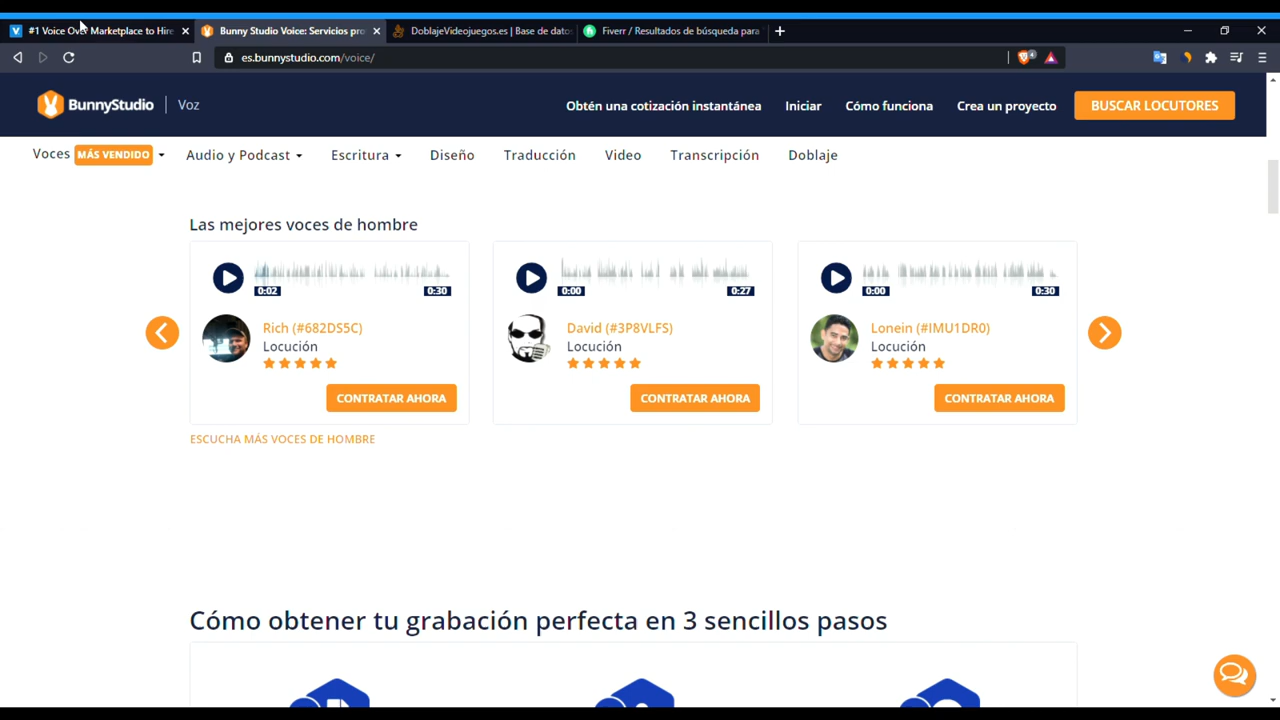 #1 Voice Over Marketplace to Hire
Bunny Studio Voice: Servicios pro
DoblajeVideojuegos.es | Base de datos
Fiverr / Resultados de búsqueda para
es.bunnystudio.com/voice/
BunnyStudio | Voz
Obtén una cotización instantánea
Iniciar
Cómo funciona
Crea un proyecto
BUSCAR LOCUTORES
Voces MÁS VENDIDO
Audio y Podcast
Escritura
Diseño
Traducción
Video
Transcripción
Doblaje
Las mejores voces de hombre
0:02
0:30
Rich (#682DS5C)
Locución
CONTRATAR AHORA
0:00
0:27
David (#3P8VLFS)
Locución
CONTRATAR AHORA
0:00
0:30
Lonein (#IMU1DR0)
Locución
CONTRATAR AHORA
ESCUCHA MÁS VOCES DE HOMBRE
Cómo obtener tu grabación perfecta en 3 sencillos pasos